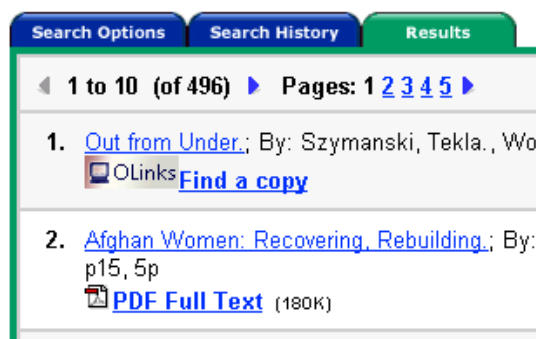 Search Options Search History Results
1 to 10 (of 496) Pages: 1 2 3 4 5
1. Out from Under.; By: Szymanski, Tekla., Wo
OLinks Find a copy
2. Afghan Women: Recovering, Rebuilding.; By:
p15, 5p
PDF Full Text (180K)